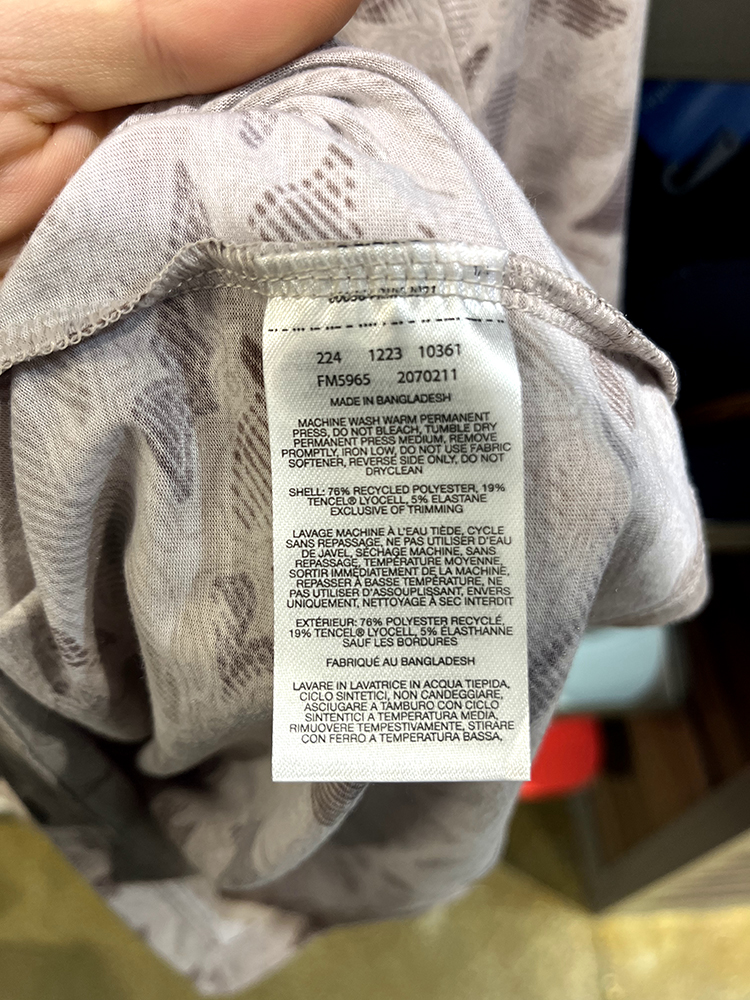 224 1223 10361
FM5965 2070211
MADE IN BANGLADESH
MACHINE WASH WARM PERMANENT
PRESS, DO NOT BLEACH, TUMBLE DRY
PERMANENT PRESS MEDIUM, REMOVE
PROMPTLY, IRON LOW, DO NOT USE FABRIC
SOFTENER, REVERSE SIDE ONLY, DO NOT
DRYCLEAN
SHELL: 76% RECYCLED POLYESTER, 19%
TENCEL® LYOCELL, 5% ELASTANE
EXCLUSIVE OF TRIMMING
LAVAGE MACHINE À L'EAU TIÈDE, CYCLE
SANS REPASSAGE, NE PAS UTILISER D'EAU
DE JAVEL, SÉCHAGE MACHINE, SANS
REPASSAGE, TEMPÉRATURE MOYENNE,
SORTIR IMMÉDIATEMENT DE LA MACHINE,
REPASSER À BASSE TEMPÉRATURE, NE
PAS UTILISER D'ASSOUPLISSANT, ENVERS
UNIQUEMENT, NETTOYAGE À SEC INTERDIT
EXTÉRIEUR: 76% POLYESTER RECYCLÉ,
19% TENCEL® LYOCELL, 5% ÉLASTHANNE
SAUF LES BORDURES
FABRIQUÉ AU BANGLADESH
LAVARE IN LAVATRICE IN ACQUA TIEPIDA,
CICLO SINTETICI, NON CANDEGGIARE,
ASCIUGARE A TAMBURO CON CICLO
SINTENTICI A TEMPERATURA MEDIA,
RIMUOVERE TEMPESTIVAMENTE, STIRARE
CON FERRO A TEMPERATURA BASSA,